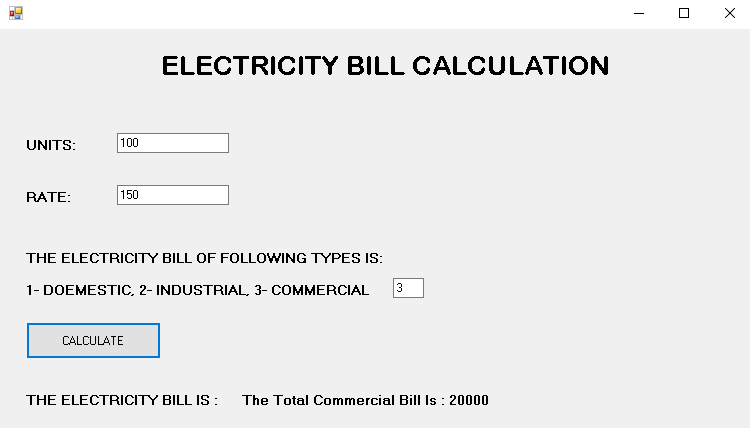 ELECTRICITY BILL CALCULATION
UNITS: 100
RATE: 150
THE ELECTRICITY BILL OF FOLLOWING TYPES IS:
1- DOEMESTIC, 2- INDUSTRIAL, 3- COMMERCIAL 3
CALCULATE
THE ELECTRICITY BILL IS : The Total Commercial Bill Is : 20000